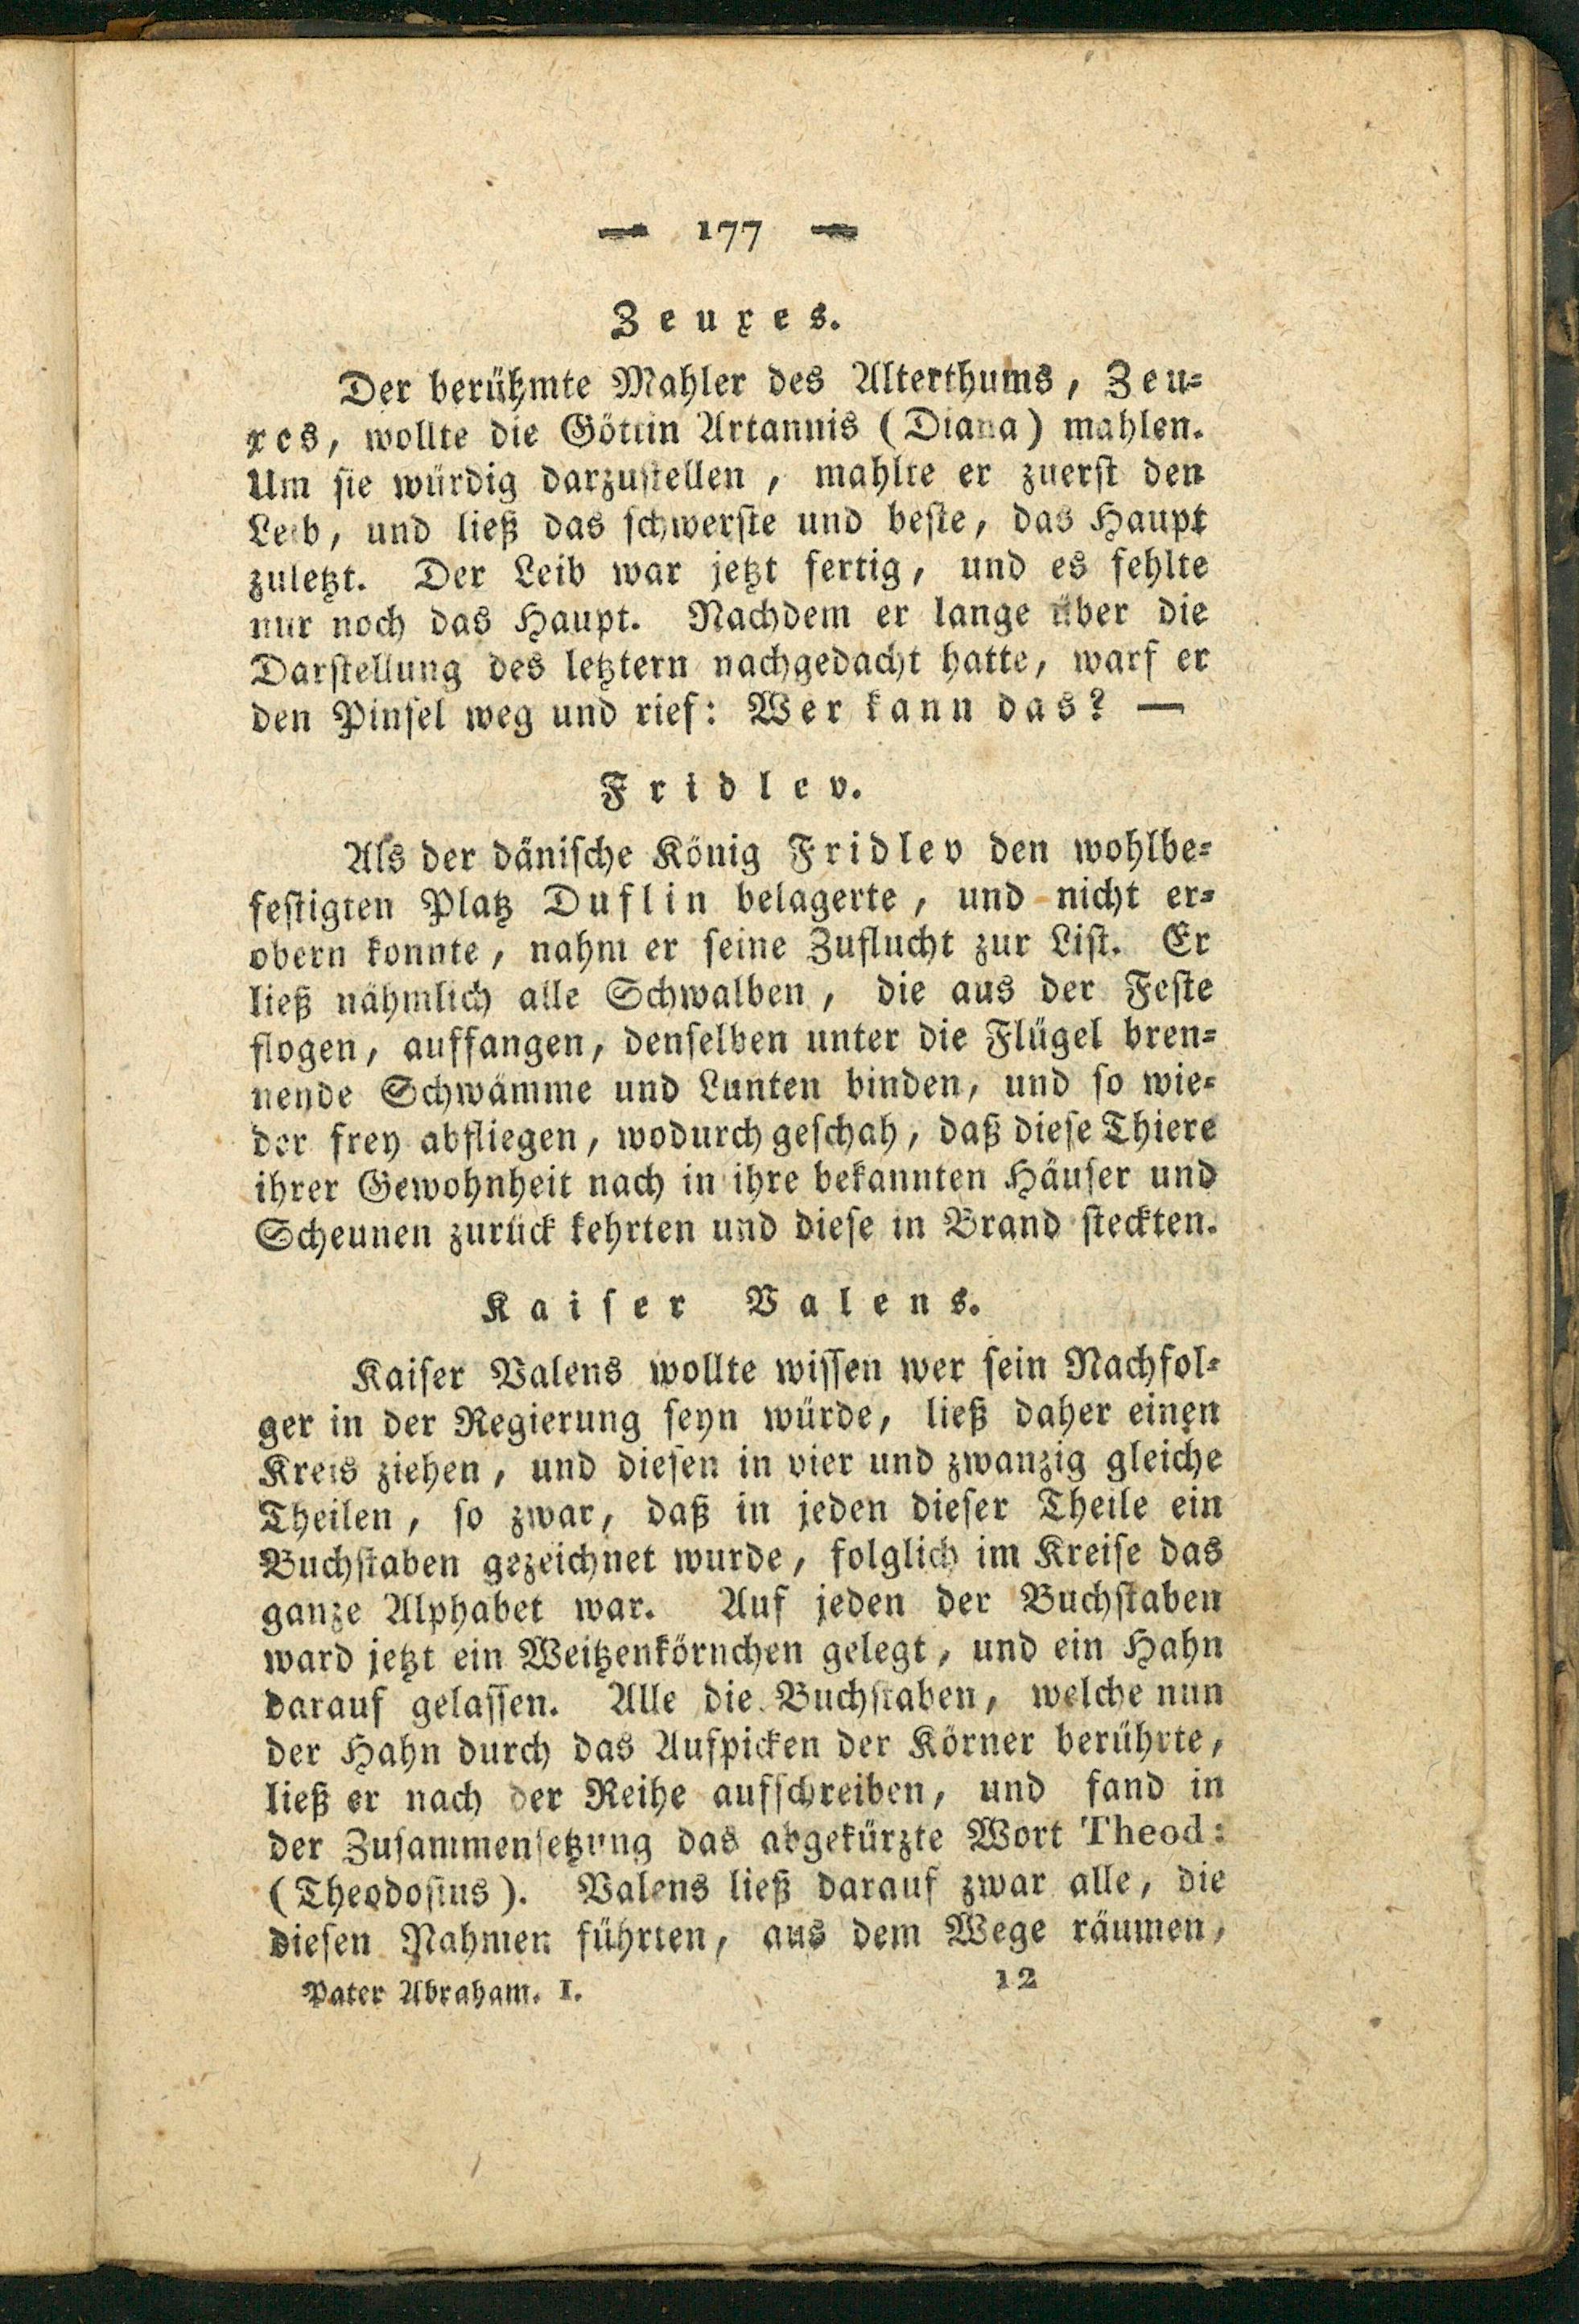 — 177 —
Zeuxes.
Der berühmte Mahler des Alterthums, Zeu⸗
xes, wollte die Göttin Artannis (Diana) mahlen.
Um sie würdig darzustellen, mahlte er zuerst den
Leib, und ließ das schwerste und beste, das Haupt
zuletzt. Der Leib war jetzt fertig, und es fehlte
nur noch das Haupt. Nachdem er lange über die
Darstellung des letztern nachgedacht hatte, warf er
den Pinsel weg und rief: Wer kann das? —
Fridlev.
Als der dänische König Fridlev den wohlbe⸗
festigten Platz Duflin belagerte, und nicht er⸗
obern konnte, nahm er seine Zuflucht zur List. Er
ließ nähmlich alle Schwalben, die aus der Feste
flogen, auffangen, denselben unter die Flügel bren⸗
nende Schwämme und Lunten binden, und so wie⸗
der frey abfliegen, wodurch geschah, daß diese Thiere
ihrer Gewohnheit nach in ihre bekannten Häuser und
Scheunen zurück kehrten und diese in Brand steckten.
Kaiser Valens.
Kaiser Valens wollte wissen wer sein Nachfol⸗
ger in der Regierung seyn würde, ließ daher einen
Kreis ziehen, und diesen in vier und zwanzig gleiche
Theilen, so zwar, daß in jeden dieser Theile ein
Buchstaben gezeichnet wurde, folglich im Kreise das
ganze Alphabet war. Auf jeden der Buchstaben
ward jetzt ein Weitzenkörnchen gelegt, und ein Hahn
darauf gelassen. Alle die Buchstaben, welche nun
der Hahn durch das Aufpicken der Körner berührte,
ließ er nach der Reihe aufschreiben, und fand in
der Zusammensetzung das abgekürzte Wort Theod:
(Theodosius). Valens ließ darauf zwar alle, die
diesen Nahmen führten, aus dem Wege räumen,
Pater Abraham. I. 12